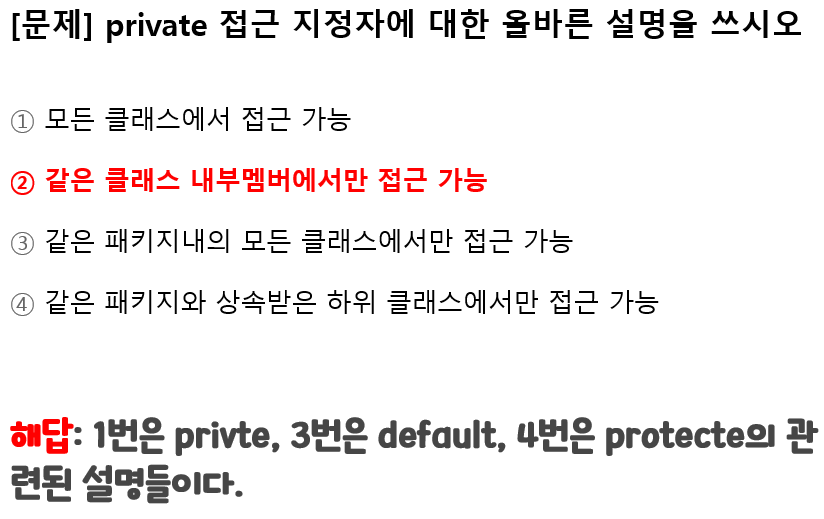 [문제] private 접근 지정자에 대한 올바른 설명을 쓰시오
① 모든 클래스에서 접근 가능
② 같은 클래스 내부멤버에서만 접근 가능
③ 같은 패키지내의 모든 클래스에서만 접근 가능
④ 같은 패키지와 상속받은 하위 클래스에서만 접근 가능
해답: 1번은 privte, 3번은 default, 4번은 protecte의 관
련된 설명들이다.